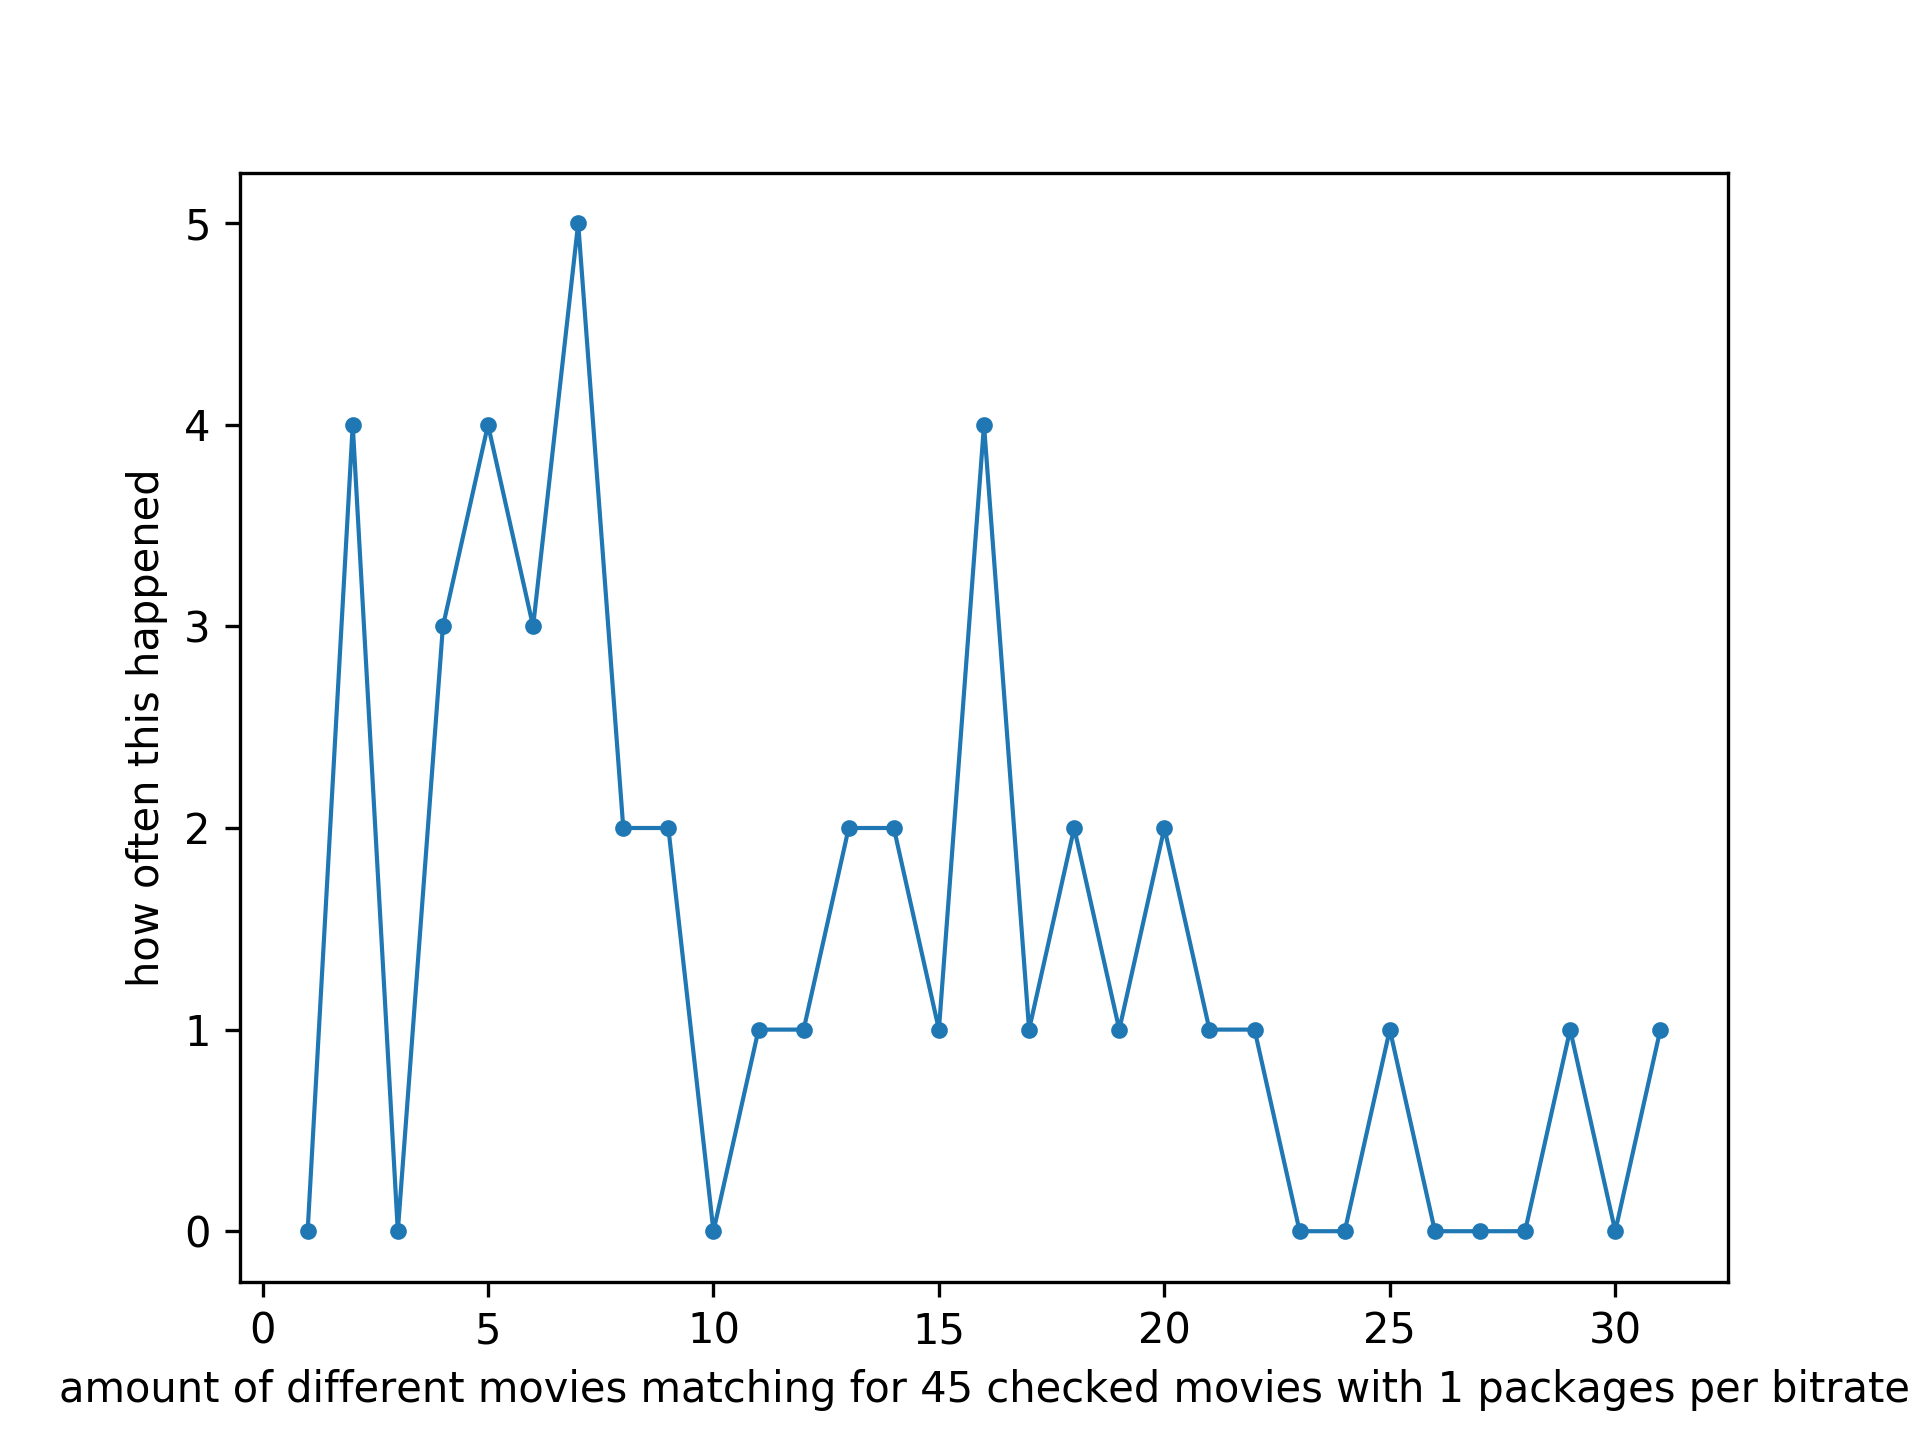 how often this happened
5
4
3
2
1
0
0 5 10 15 20 25 30
amount of different movies matching for 45 checked movies with 1 packages per bitrate